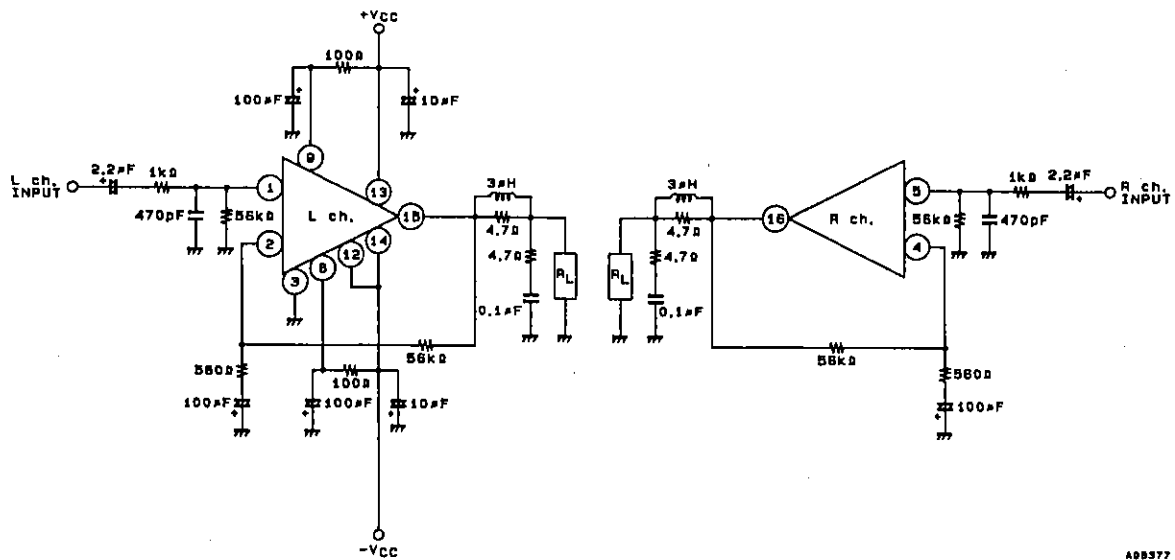 +VCC
100Ω
100µF
10µF
9
L ch.
INPUT
2.2µF
1kΩ
1
13
470pF
56kΩ
L ch.
15
2
14
12
8
3
3µH
4.7Ω
4.7Ω
RL
0.1µF
56kΩ
560Ω
100Ω
100µF
100µF
10µF
-VCC
3µH
4.7Ω
16
R ch.
5
1kΩ
2.2µF
R ch.
INPUT
56kΩ
470pF
4
RL
4.7Ω
0.1µF
56kΩ
560Ω
100µF